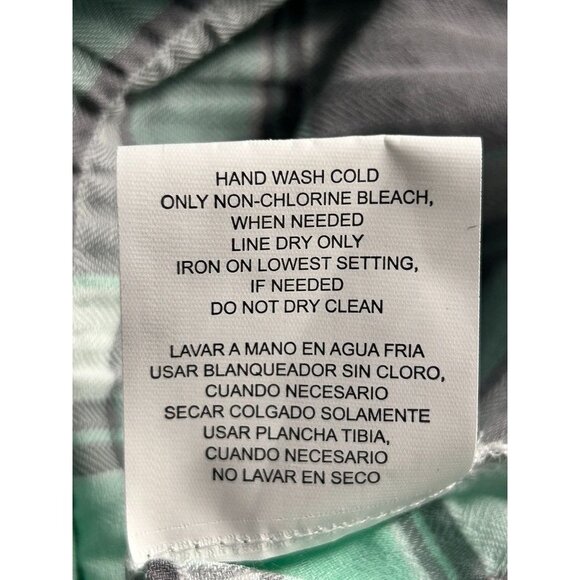 HAND WASH COLD
ONLY NON-CHLORINE BLEACH,
WHEN NEEDED
LINE DRY ONLY
IRON ON LOWEST SETTING,
IF NEEDED
DO NOT DRY CLEAN
LAVAR A MANO EN AGUA FRIA
USAR BLANQUEADOR SIN CLORO,
CUANDO NECESARIO
SECAR COLGADO SOLAMENTE
USAR PLANCHA TIBIA,
CUANDO NECESARIO
NO LAVAR EN SECO